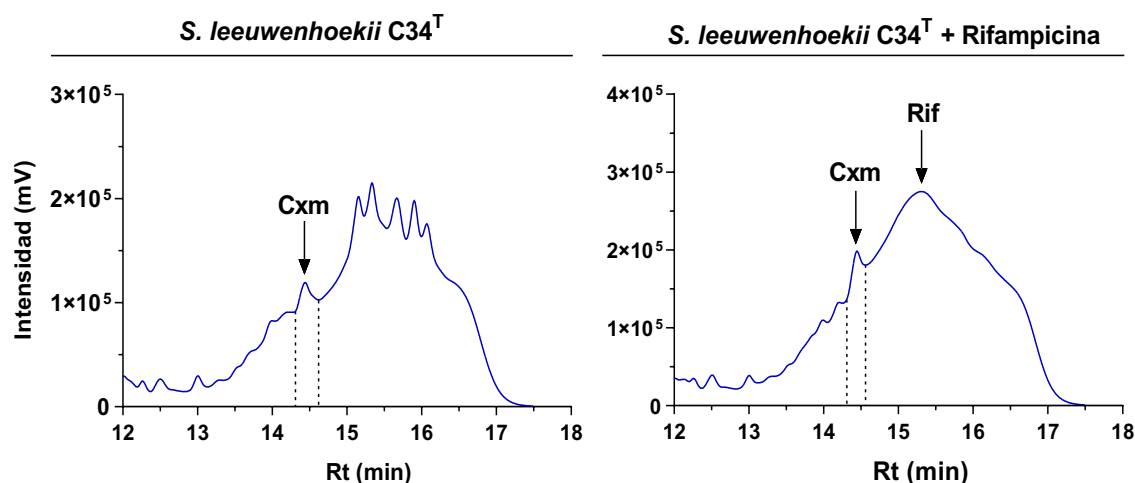 S. leeuwenhoekii C34ᵀ
3×10⁵
2×10⁵
1×10⁵
0
Intensidad (mV)
Cxm
12 13 14 15 16 17 18
Rt (min)
S. leeuwenhoekii C34ᵀ + Rifampicina
4×10⁵
3×10⁵
2×10⁵
1×10⁵
0
Rif
Cxm
12 13 14 15 16 17 18
Rt (min)